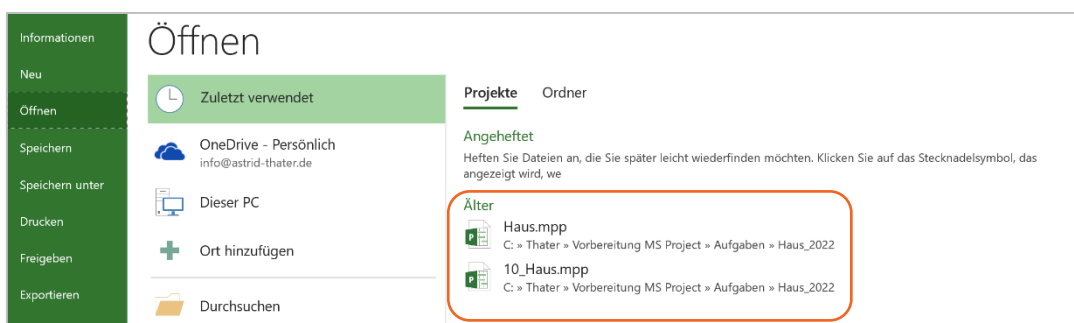 Informationen
Neu
Öffnen
Speichern
Speichern unter
Drucken
Freigeben
Exportieren
Öffnen
Zuletzt verwendet
OneDrive - Persönlich
info@astrid-thater.de
Dieser PC
Ort hinzufügen
Durchsuchen
Projekte Ordner
Angeheftet
Heften Sie Dateien an, die Sie später leicht wiederfinden möchten. Klicken Sie auf das Stecknadelsymbol, das
angezeigt wird, we
Älter
Haus.mpp
C: » Thater » Vorbereitung MS Project » Aufgaben » Haus_2022
10_Haus.mpp
C: » Thater » Vorbereitung MS Project » Aufgaben » Haus_2022